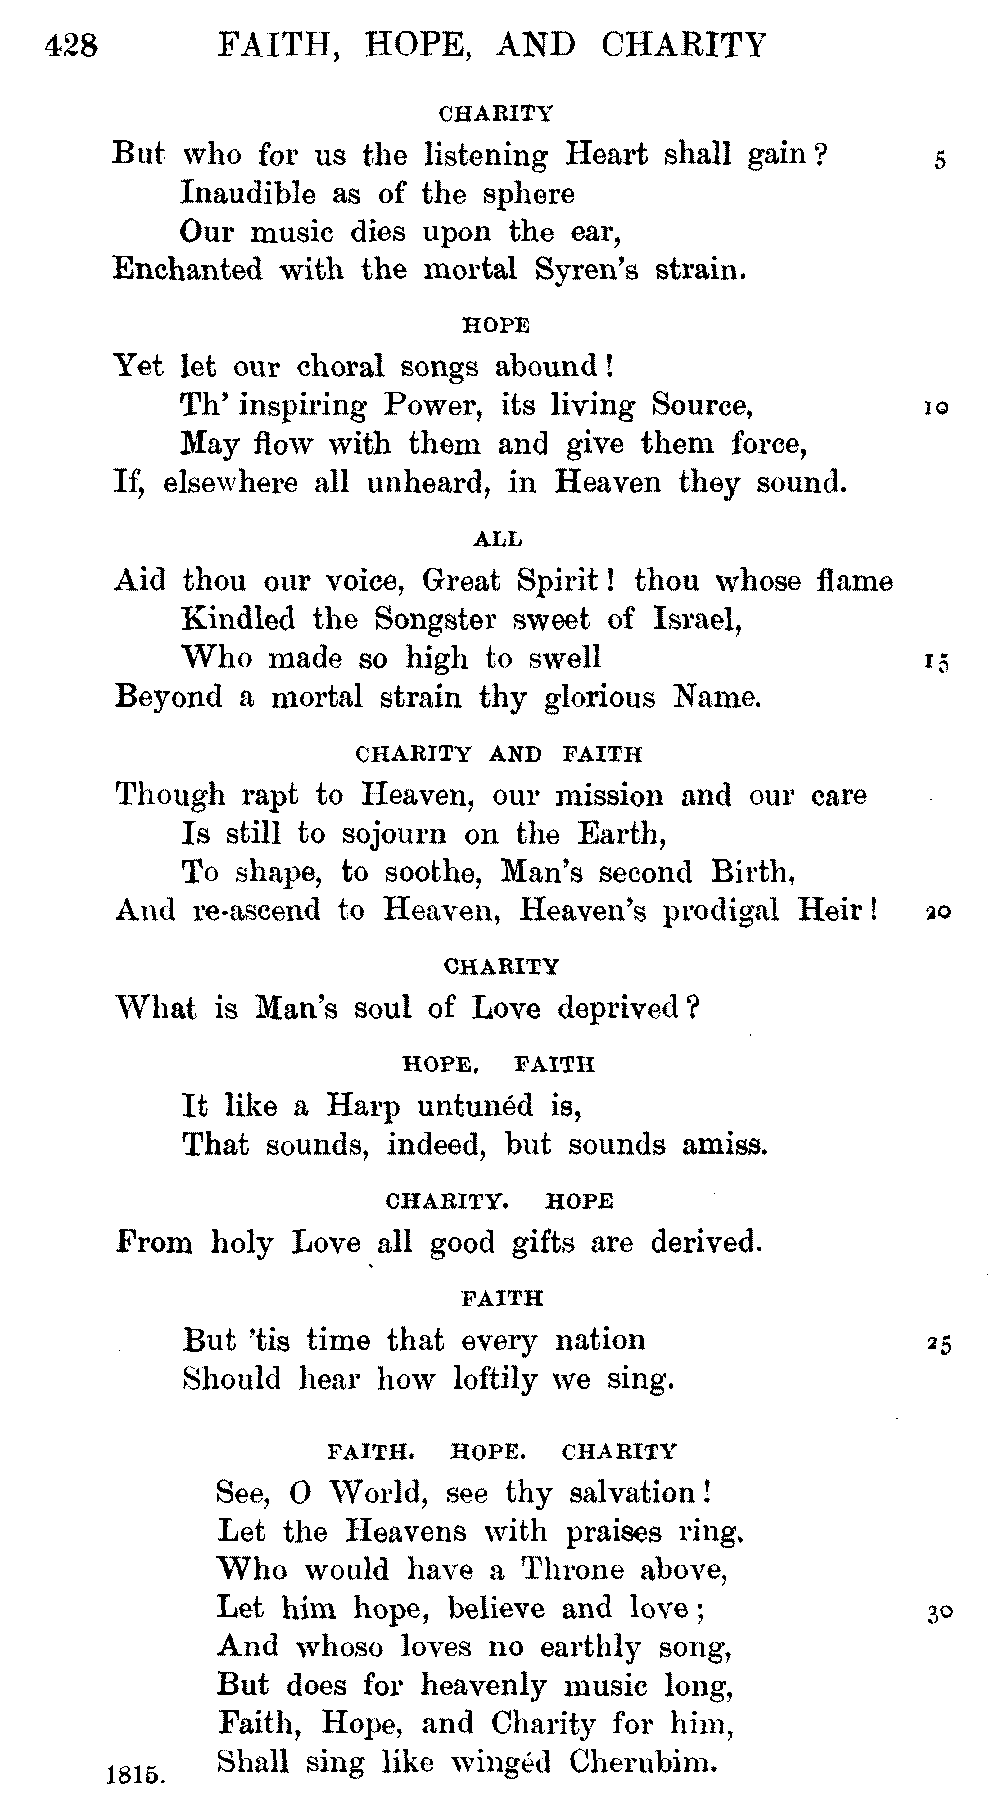 428 FAITH, HOPE, AND CHARITY
CHARITY
But who for us the listening Heart shall gain? 5
Inaudible as of the sphere
Our music dies upon the ear,
Enchanted with the mortal Syren's strain.
HOPE
Yet let our choral songs abound!
Th' inspiring Power, its living Source, 10
May flow with them and give them force,
If, elsewhere all unheard, in Heaven they sound.
ALL
Aid thou our voice, Great Spirit! thou whose flame
Kindled the Songster sweet of Israel,
Who made so high to swell 15
Beyond a mortal strain thy glorious Name.
CHARITY AND FAITH
Though rapt to Heaven, our mission and our care
Is still to sojourn on the Earth,
To shape, to soothe, Man's second Birth,
And re-ascend to Heaven, Heaven's prodigal Heir! 20
CHARITY
What is Man's soul of Love deprived?
HOPE. FAITH
It like a Harp untunéd is,
That sounds, indeed, but sounds amiss.
CHARITY. HOPE
From holy Love all good gifts are derived.
FAITH
But 'tis time that every nation 25
Should hear how loftily we sing.
FAITH. HOPE. CHARITY
See, O World, see thy salvation!
Let the Heavens with praises ring.
Who would have a Throne above,
Let him hope, believe and love; 30
And whoso loves no earthly song,
But does for heavenly music long,
Faith, Hope, and Charity for him,
Shall sing like wingéd Cherubim.
1815.